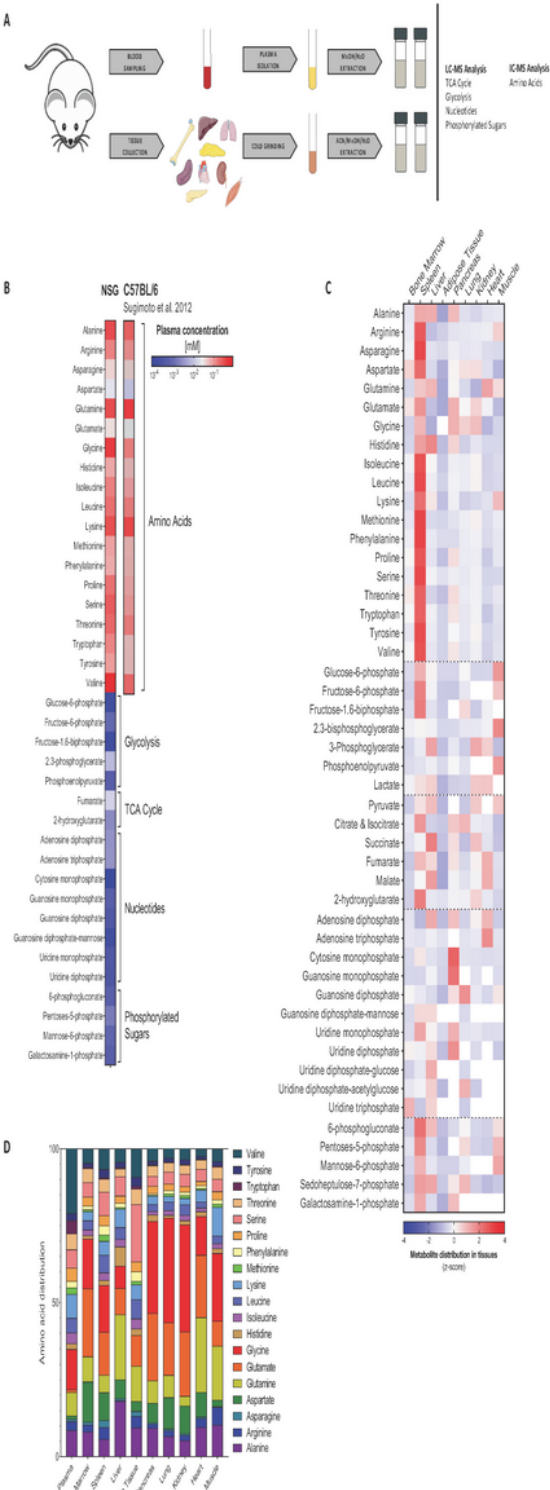 A
BLOOD
SAMPLING
PLASMA
ISOLATION
MeOH/H2O
EXTRACTION
LC-MS Analysis
TCA Cycle
Glycolysis
Nucleotides
Phosphorylated Sugars
IC-MS Analysis
Amino Acids
TISSUE
COLLECTION
COLD GRINDING
ACN/MeOH/H2O
EXTRACTION
B
NSG C57BL/6
Sugimoto et al. 2012
Plasma concentration
[mM]
10-4 10-3 10-2 10-1
Alanine
Arginine
Asparagine
Aspartate
Glutamine
Glutamate
Glycine
Histidine
Isoleucine
Leucine
Lysine
Methionine
Phenylalanine
Proline
Serine
Threonine
Tryptophan
Tyrosine
Valine
Amino Acids
Glucose-6-phosphate
Fructose-6-phosphate
Fructose-1.6-biphosphate
2.3-phosphoglycerate
Phosphoenolpyruvate
Glycolysis
Fumarate
2-hydroxyglutarate
TCA Cycle
Adenosine diphosphate
Adenosine triphosphate
Cytosine monophosphate
Guanosine monophosphate
Guanosine diphosphate
Guanosine diphosphate-mannose
Uridine monophosphate
Uridine diphosphate
Nucleotides
6-phosphogluconate
Pentoses-5-phosphate
Mannose-6-phosphate
Galactosamine-1-phosphate
Phosphorylated
Sugars
C
Bone Marrow
Spleen
Liver
Adipose Tissue
Pancreas
Lung
Kidney
Heart
Muscle
Alanine
Arginine
Asparagine
Aspartate
Glutamine
Glutamate
Glycine
Histidine
Isoleucine
Leucine
Lysine
Methionine
Phenylalanine
Proline
Serine
Threonine
Tryptophan
Tyrosine
Valine
Glucose-6-phosphate
Fructose-6-phosphate
Fructose-1.6-biphosphate
2.3-bisphosphoglycerate
3-Phosphoglycerate
Phosphoenolpyruvate
Lactate
Pyruvate
Citrate & Isocitrate
Succinate
Fumarate
Malate
2-hydroxyglutarate
Adenosine diphosphate
Adenosine triphosphate
Cytosine monophosphate
Guanosine monophosphate
Guanosine diphosphate
Guanosine diphosphate-mannose
Uridine monophosphate
Uridine diphosphate
Uridine diphosphate-glucose
Uridine diphosphate-acetylglucose
Uridine triphosphate
6-phosphogluconate
Pentoses-5-phosphate
Mannose-6-phosphate
Sedoheptulose-7-phosphate
Galactosamine-1-phosphate
-4 -2 0 2 4
Metabolite distribution in tissues
(z-score)
D
Amino acid distribution
100
50
0
Plasma
Marrow
Spleen
Liver
Tissue
Pancreas
Lung
Kidney
Heart
Muscle
Valine
Tyrosine
Tryptophan
Threonine
Serine
Proline
Phenylalanine
Methionine
Lysine
Leucine
Isoleucine
Histidine
Glycine
Glutamate
Glutamine
Aspartate
Asparagine
Arginine
Alanine